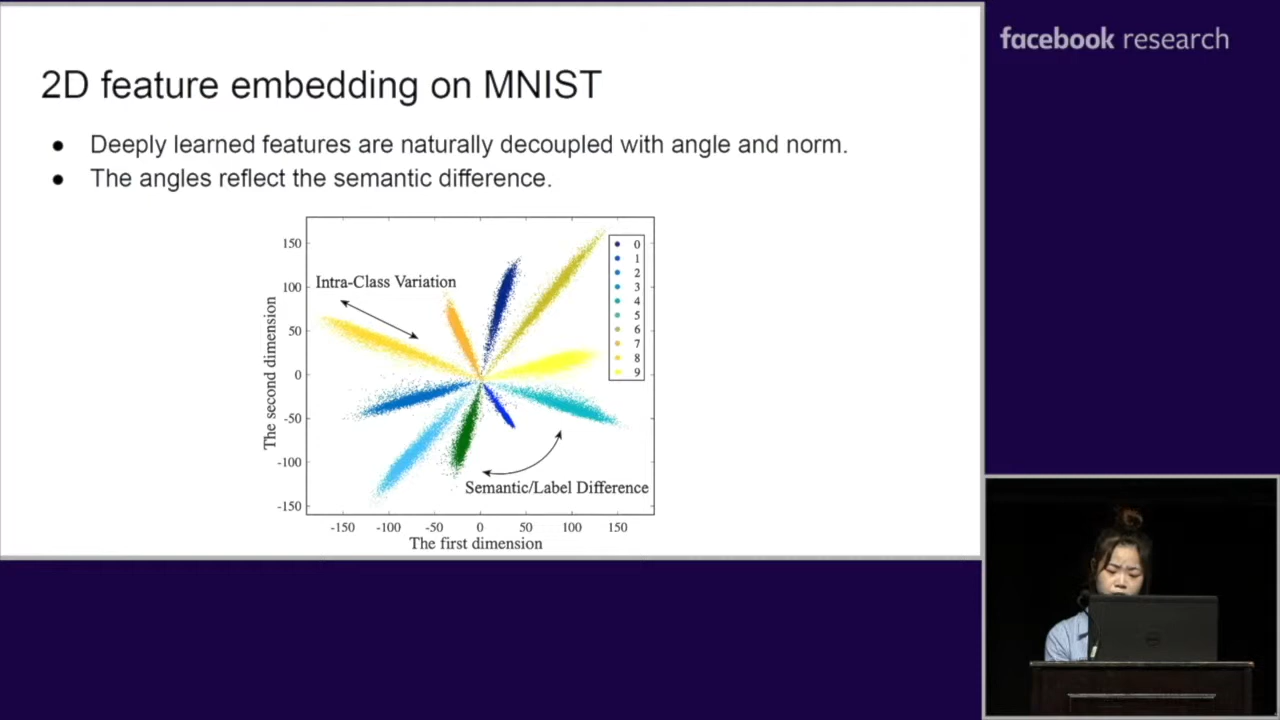 facebook research
2D feature embedding on MNIST
● Deeply learned features are naturally decoupled with angle and norm.
● The angles reflect the semantic difference.
Intra-Class Variation
Semantic/Label Difference
The second dimension
150
100
50
0
-50
-100
-150
-150 -100 -50 0 50 100 150
The first dimension
0
1
2
3
4
5
6
7
8
9